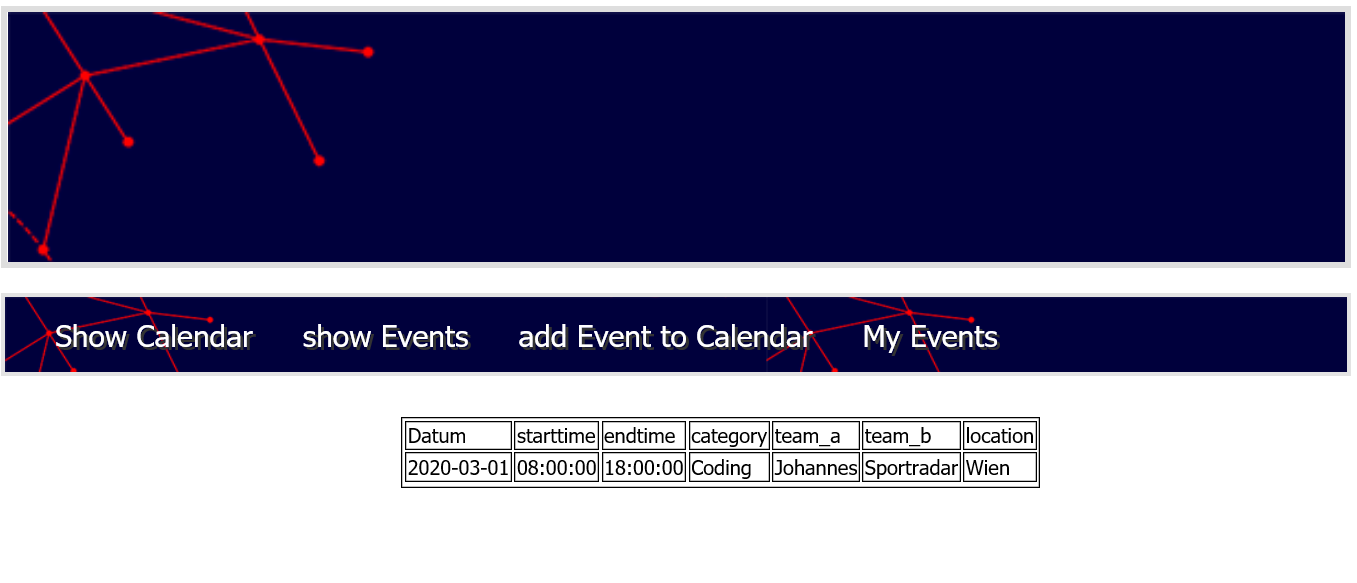 Show Calendar show Events add Event to Calendar My Events
Datum starttime endtime category team_a team_b location
2020-03-01 08:00:00 18:00:00 Coding Johannes Sportradar Wien